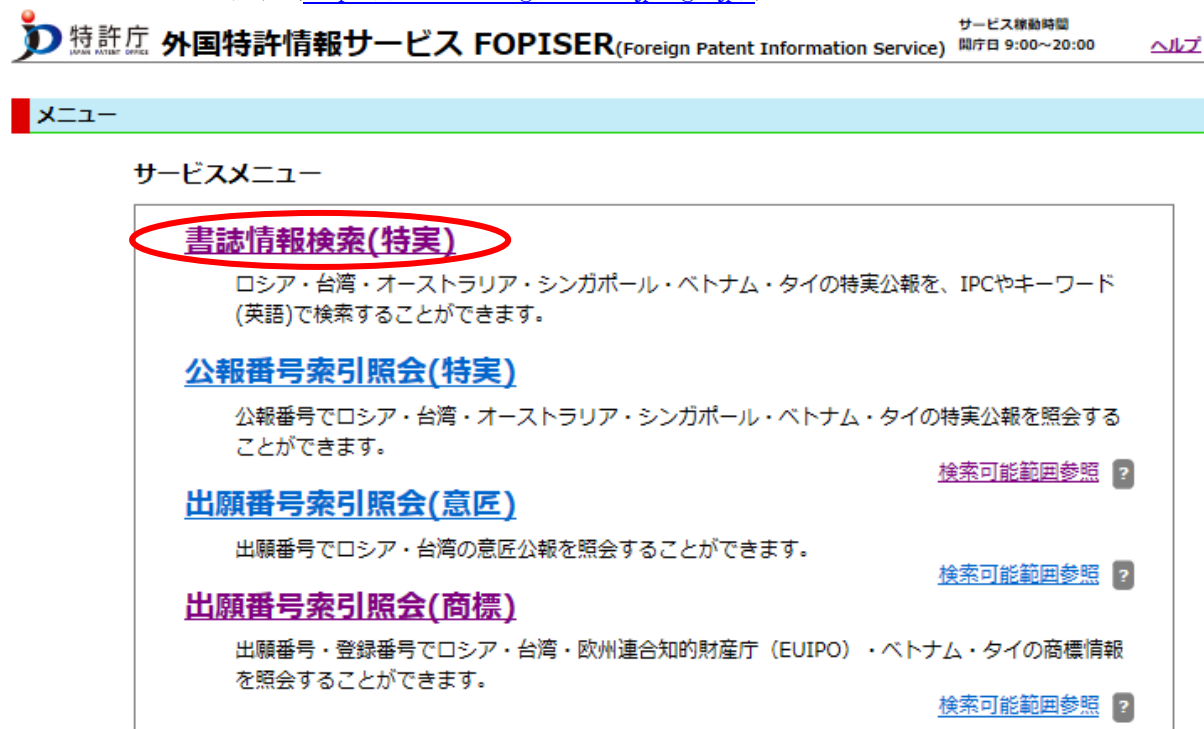 特許庁
JAPAN PATENT OFFICE
外国特許情報サービス FOPISER(Foreign Patent Information Service)
サービス稼動時間
開庁日 9:00～20:00
ヘルプ
メニュー
サービスメニュー
書誌情報検索(特実)
ロシア・台湾・オーストラリア・シンガポール・ベトナム・タイの特実公報を、IPCやキーワード
(英語)で検索することができます。
公報番号索引照会(特実)
公報番号でロシア・台湾・オーストラリア・シンガポール・ベトナム・タイの特実公報を照会する
ことができます。
検索可能範囲参照 ?
出願番号索引照会(意匠)
出願番号でロシア・台湾の意匠公報を照会することができます。
検索可能範囲参照 ?
出願番号索引照会(商標)
出願番号・登録番号でロシア・台湾・欧州連合知的財産庁（EUIPO）・ベトナム・タイの商標情報
を照会することができます。
検索可能範囲参照 ?